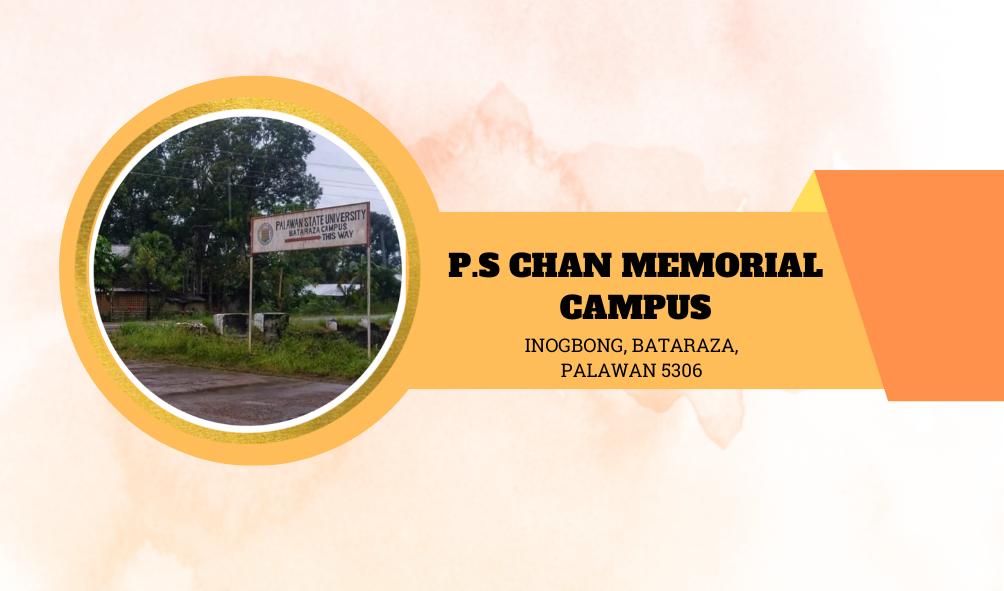 PALAWAN STATE UNIVERSITY
BATARAZA CAMPUS
THIS WAY
P.S CHAN MEMORIAL
CAMPUS
INOGBONG, BATARAZA,
PALAWAN 5306